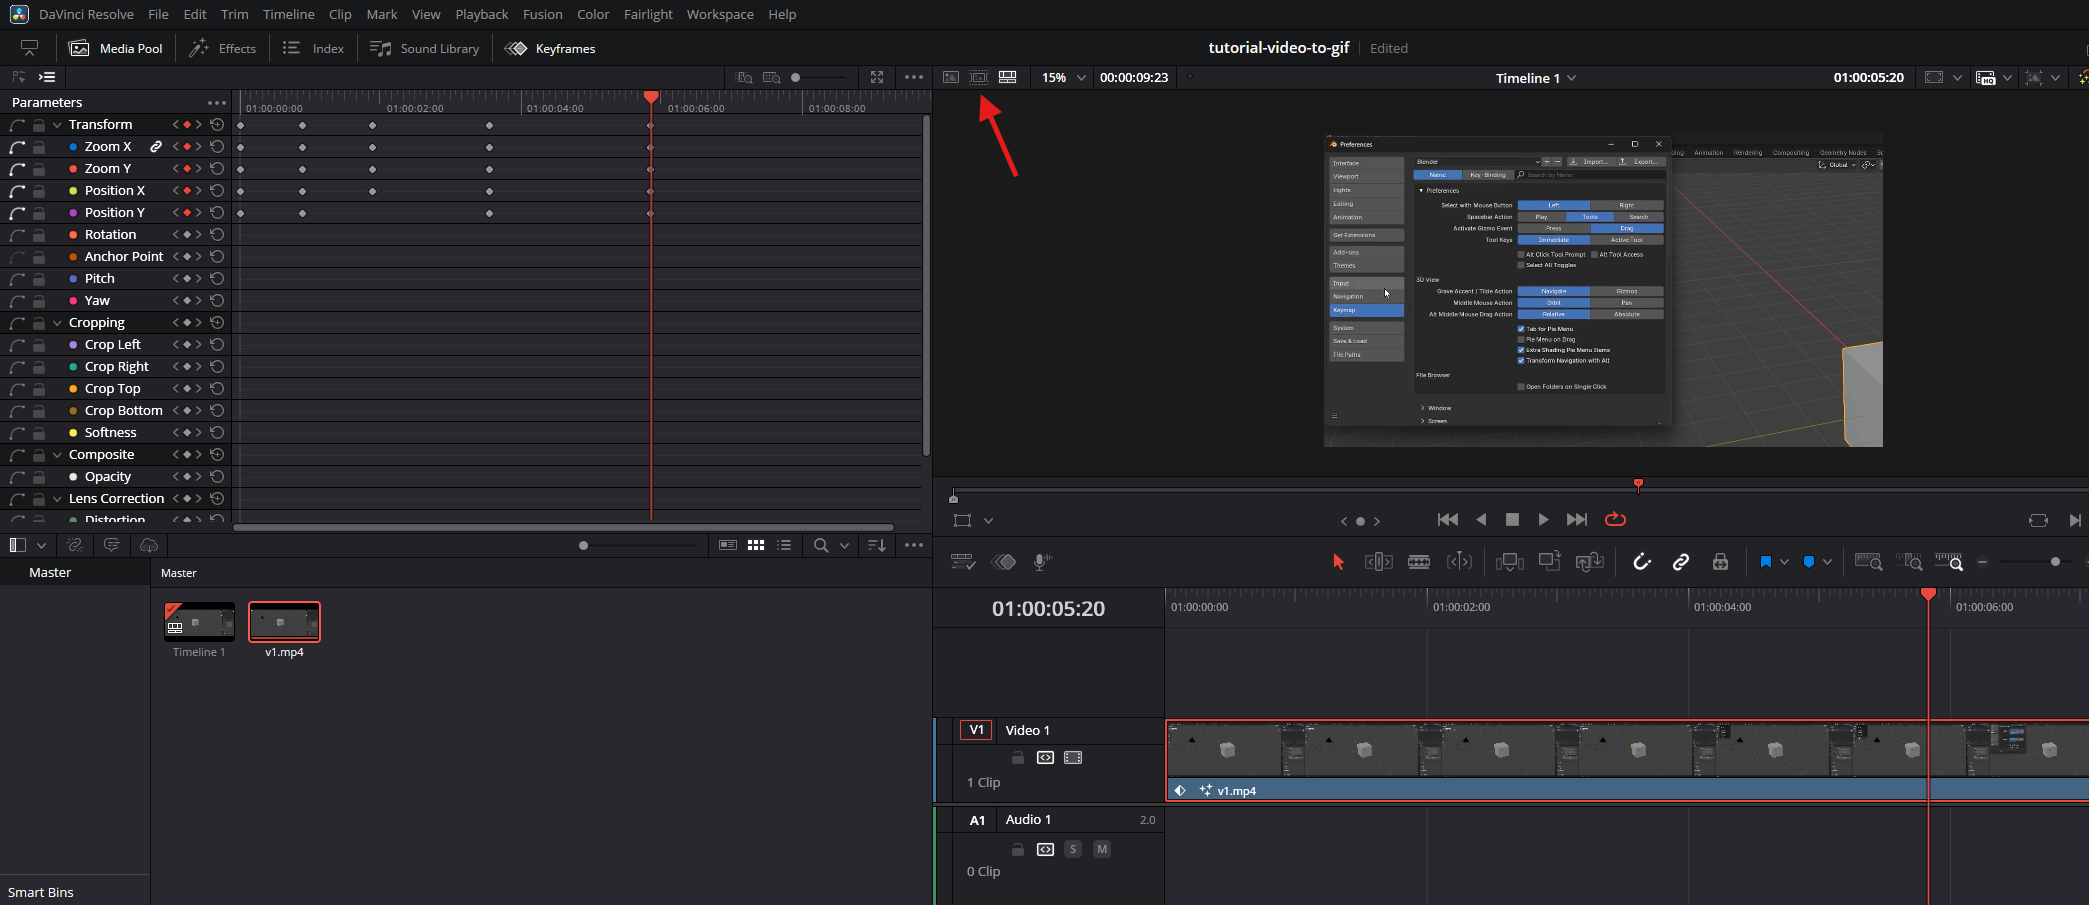 DaVinci Resolve File Edit Trim Timeline Clip Mark View Playback Fusion Color Fairlight Workspace Help
Media Pool Effects Index Sound Library Keyframes
tutorial-video-to-gif Edited
15% 00:00:09:23 Timeline 1 01:00:05:20
Parameters
01:00:00:00 01:00:02:00 01:00:04:00 01:00:06:00 01:00:08:00
Transform
Zoom X
Zoom Y
Position X
Position Y
Rotation
Anchor Point
Pitch
Yaw
Cropping
Crop Left
Crop Right
Crop Top
Crop Bottom
Softness
Composite
Opacity
Lens Correction
Distortion
Preferences
Interface
Viewport
Lights
Editing
Animation
Get Extensions
Add-ons
Themes
Input
Navigation
Keymap
System
Save & Load
File Paths
Blender Import... Export...
Name Key-Binding Search by Name
Preferences
Select with Mouse Button Left Right
Spacebar Action Play Tools Search
Activate Gizmo Event Press Drag
Tool Keys Immediate Active Tool
Alt Click Tool Prompt Alt Tool Access
Select All Toggles
3D View
Grave Accent / Tilde Action Navigate Gizmos
Middle Mouse Action Orbit Pan
Alt Middle Mouse Drag Action Relative Absolute
Tab for Pie Menu
Pie Menu on Drag
Extra Shading Pie Menu Items
Transform Navigation with Alt
File Browser
Open Folders on Single Click
Window
Screen
Animation Rendering Compositing Geometry Nodes
Global
Master
Master
Timeline 1
v1.mp4
Smart Bins
01:00:05:20
01:00:00:00 01:00:02:00 01:00:04:00 01:00:06:00
V1 Video 1
1 Clip
v1.mp4
A1 Audio 1 2.0
S M
0 Clip